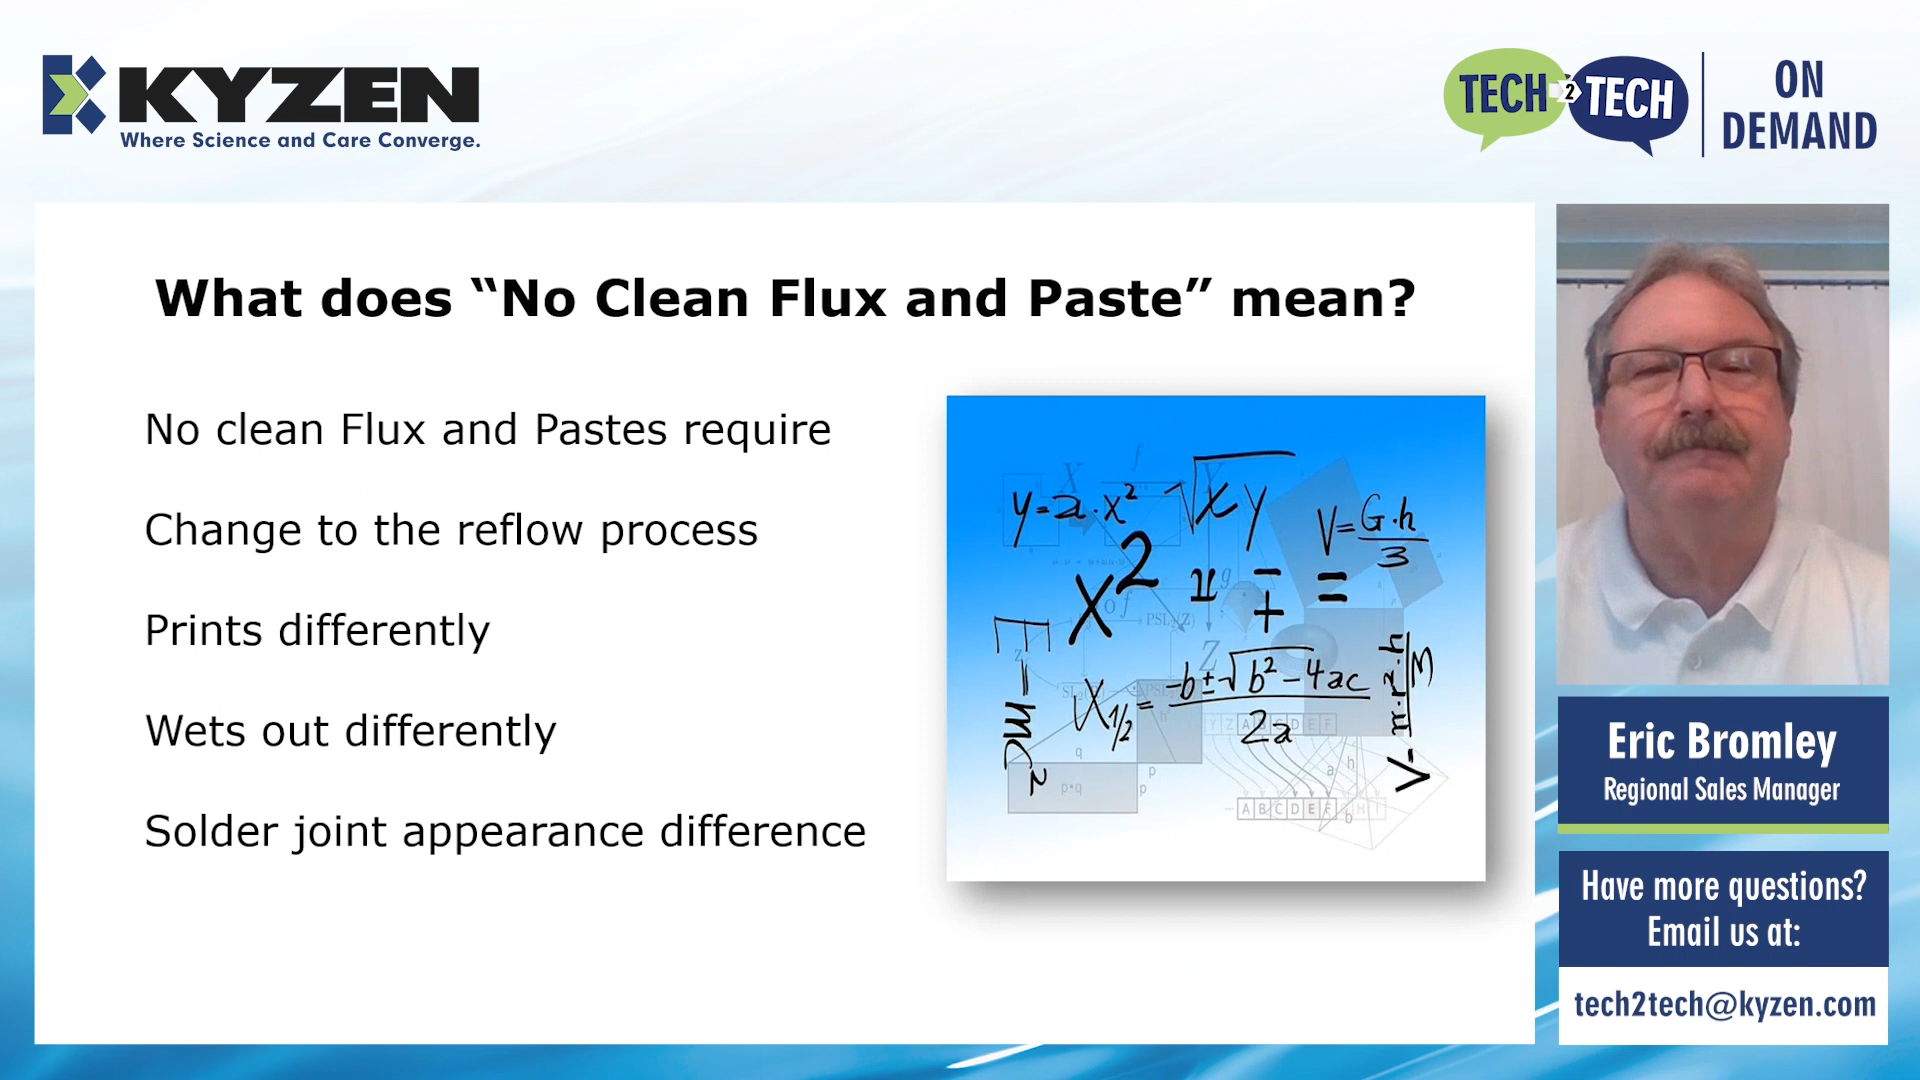 KYZEN
Where Science and Care Converge.
TECH 2 TECH
ON
DEMAND
What does “No Clean Flux and Paste” mean?
No clean Flux and Pastes require
Change to the reflow process
Prints differently
Wets out differently
Solder joint appearance difference
y=a·x²
√xy
V=G·h/3
x²
E=mc²
X1/2=-b±√b²-4ac/2a
V=π·r²·h/3
Eric Bromley
Regional Sales Manager
Have more questions?
Email us at:
tech2tech@kyzen.com